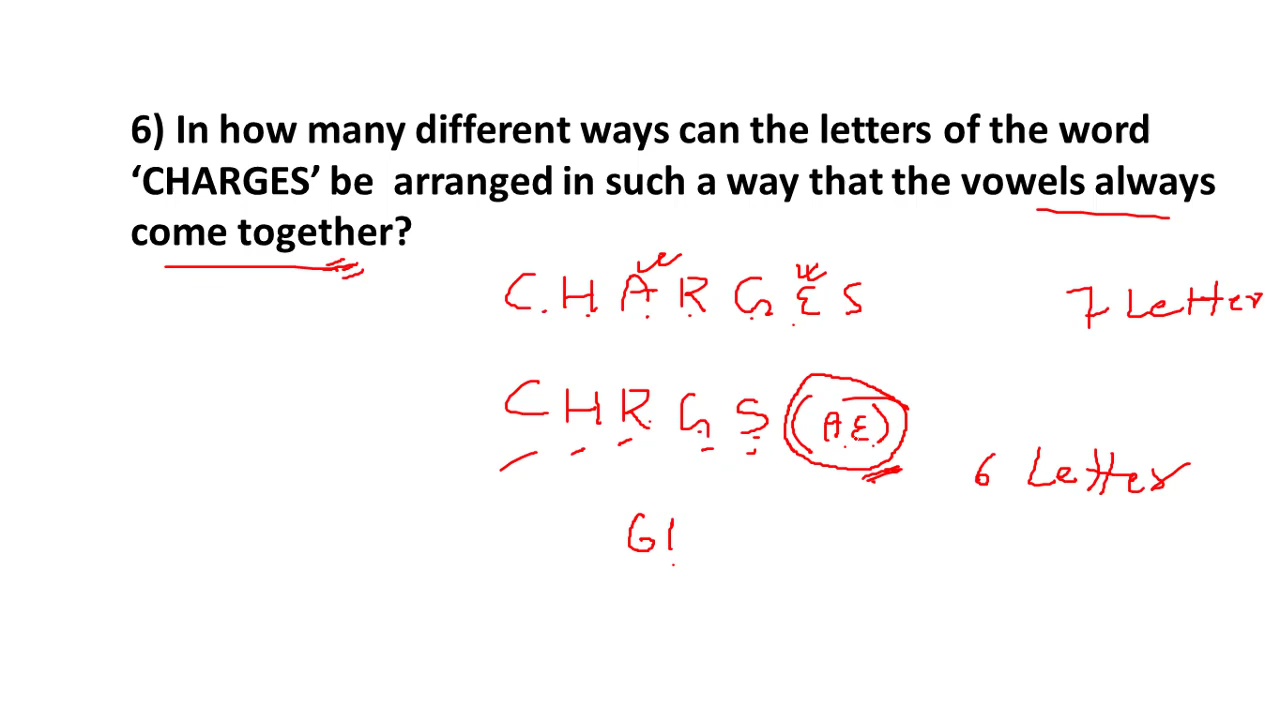 6) In how many different ways can the letters of the word
‘CHARGES’ be arranged in such a way that the vowels always
come together?
C H A R G E S
7 Letter
C H R G S (A E)
6 Letter
6!